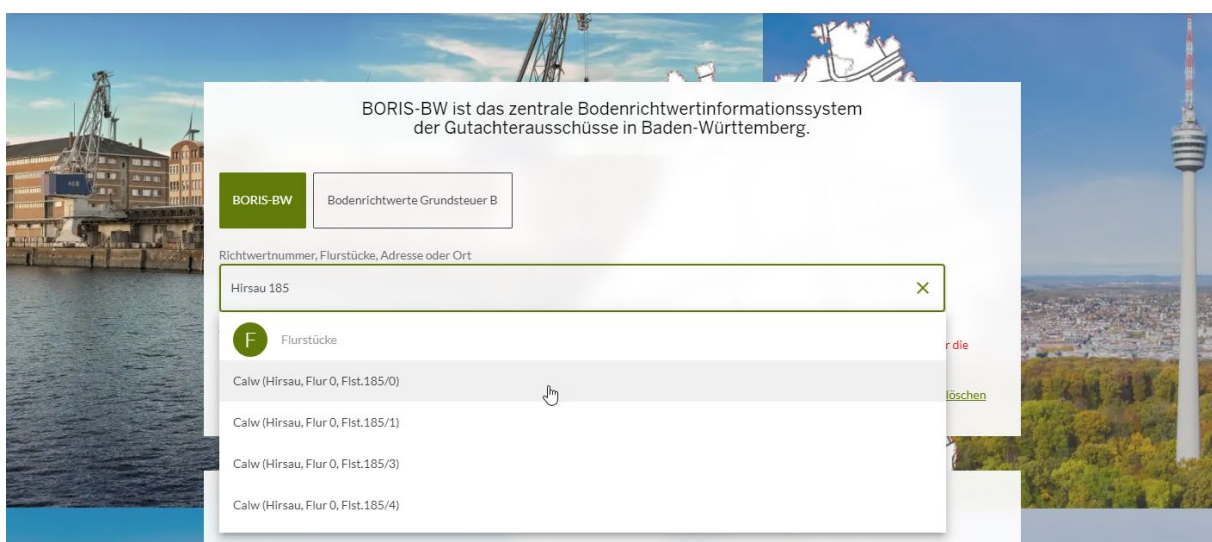 BORIS-BW ist das zentrale Bodenrichtwertinformationssystem
der Gutachterausschüsse in Baden-Württemberg.
BORIS-BW
Bodenrichtwerte Grundsteuer B
Richtwertnummer, Flurstücke, Adresse oder Ort
Hirsau 185
F Flurstücke
r die
Calw (Hirsau, Flur 0, Flst.185/0)
löschen
Calw (Hirsau, Flur 0, Flst.185/1)
Calw (Hirsau, Flur 0, Flst.185/3)
Calw (Hirsau, Flur 0, Flst.185/4)